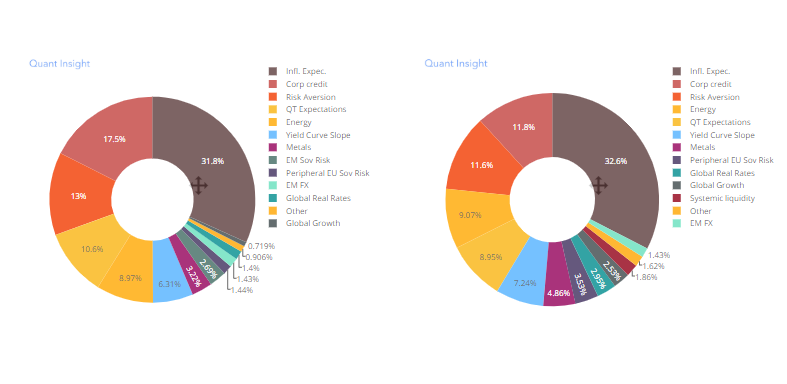 Quant Insight
Infl. Expec.
Corp credit
Risk Aversion
QT Expectations
Energy
Yield Curve Slope
Metals
EM Sov Risk
Peripheral EU Sov Risk
EM FX
Global Real Rates
Other
Global Growth
17.5%
31.8%
13%
10.6%
8.97%
6.31%
3.22%
2.69%
0.719%
0.906%
1.4%
1.43%
1.44%
Quant Insight
Infl. Expec.
Corp credit
Risk Aversion
Energy
QT Expectations
Yield Curve Slope
Metals
Peripheral EU Sov Risk
Global Real Rates
Global Growth
Systemic liquidity
Other
EM FX
11.8%
32.6%
11.6%
9.07%
8.95%
7.24%
4.86%
3.53%
2.95%
2.53%
1.43%
1.62%
1.86%